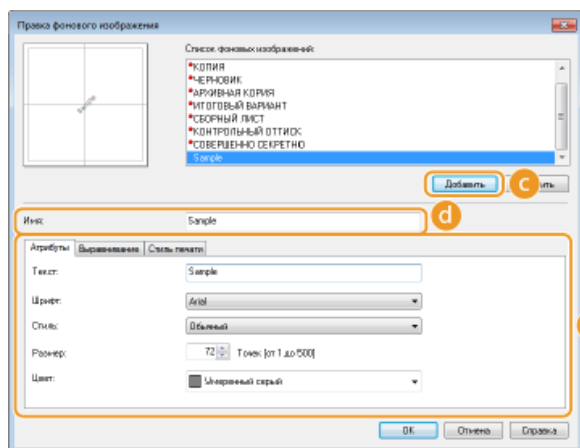 Правка фонового изображения
Sample
Список фоновых изображений:
*КОПИЯ
*ЧЕРНОВИК
*АРХИВНАЯ КОПИЯ
*ИТОГОВЫЙ ВАРИАНТ
*СБОРНЫЙ ЛИСТ
*КОНТРОЛЬНЫЙ ОТТИСК
*СОВЕРШЕННО СЕКРЕТНО
Sample
Добавить c
Имя: Sample d
Атрибуты Выравнивание Стиль печати
Текст: Sample
Шрифт: Arial
Стиль: Обычный
Размер: 72 Точек [от 1 до 500]
Цвет: Умеренный серый
OK Отмена Справка